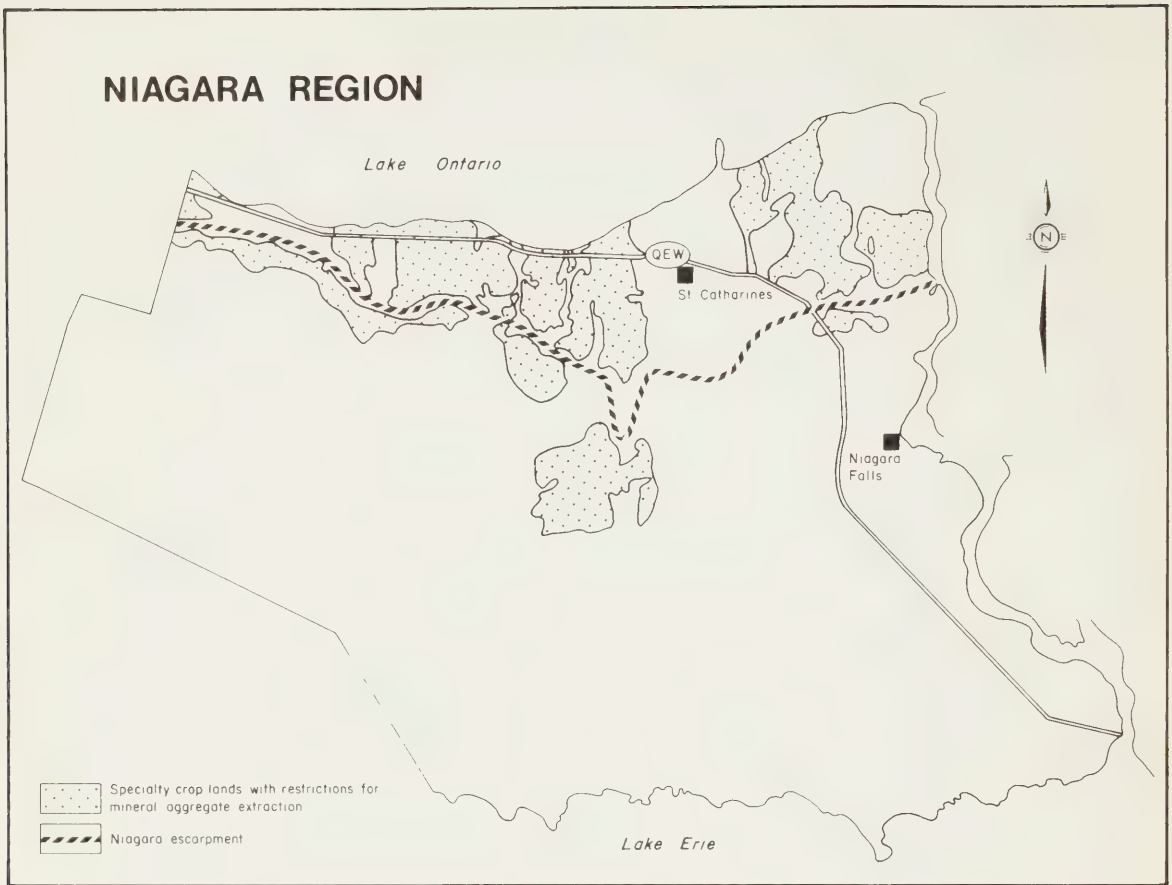 NIAGARA REGION
Lake Ontario
QEW
St Catharines
N
E
Niagara
Falls
Specialty crop lands with restrictions for
mineral aggregate extraction
Niagara escarpment
Lake Erie